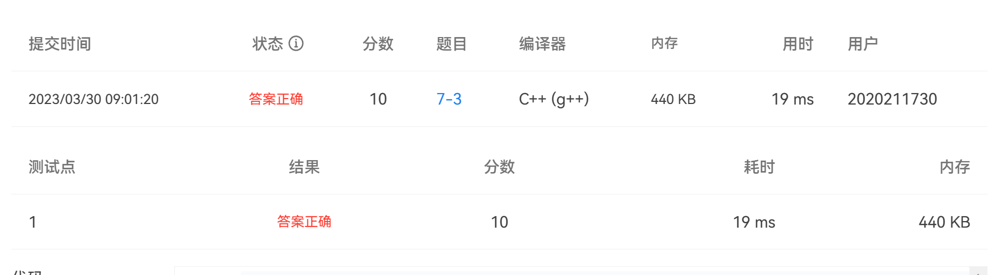 提交时间 状态 分数 题目 编译器 内存 用时 用户
2023/03/30 09:01:20 答案正确 10 7-3 C++ (g++) 440 KB 19 ms 2020211730
测试点 结果 分数 耗时 内存
1 答案正确 10 19 ms 440 KB
代码